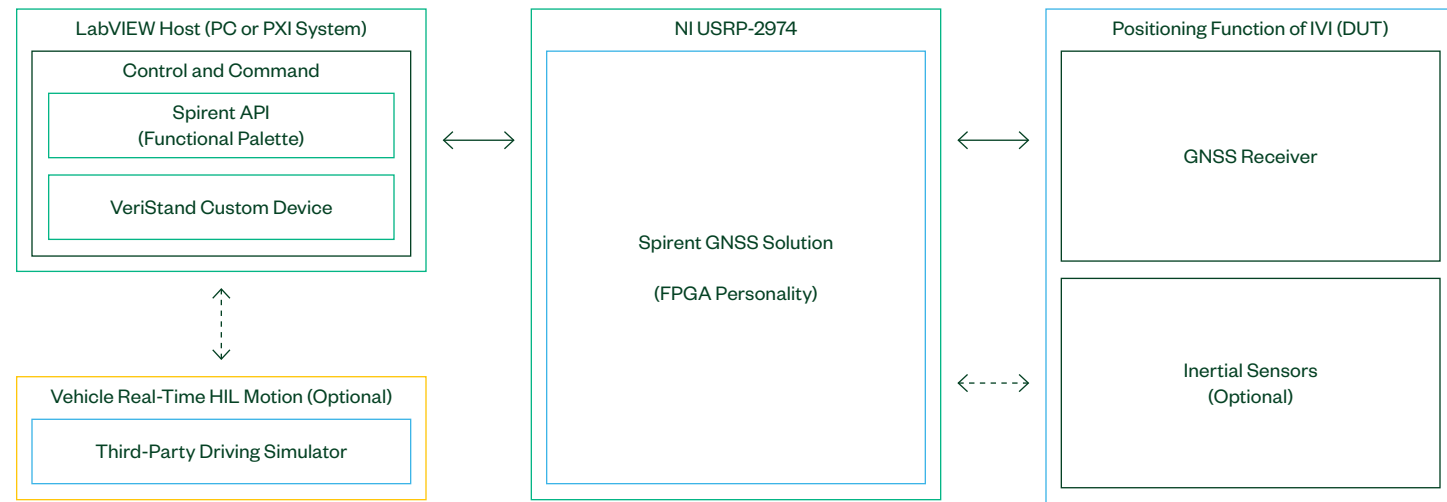 LabVIEW Host (PC or PXI System)
Control and Command
Spirent API
(Functional Palette)
VeriStand Custom Device
Vehicle Real-Time HIL Motion (Optional)
Third-Party Driving Simulator
NI USRP-2974
Spirent GNSS Solution
(FPGA Personality)
Positioning Function of IVI (DUT)
GNSS Receiver
Inertial Sensors
(Optional)